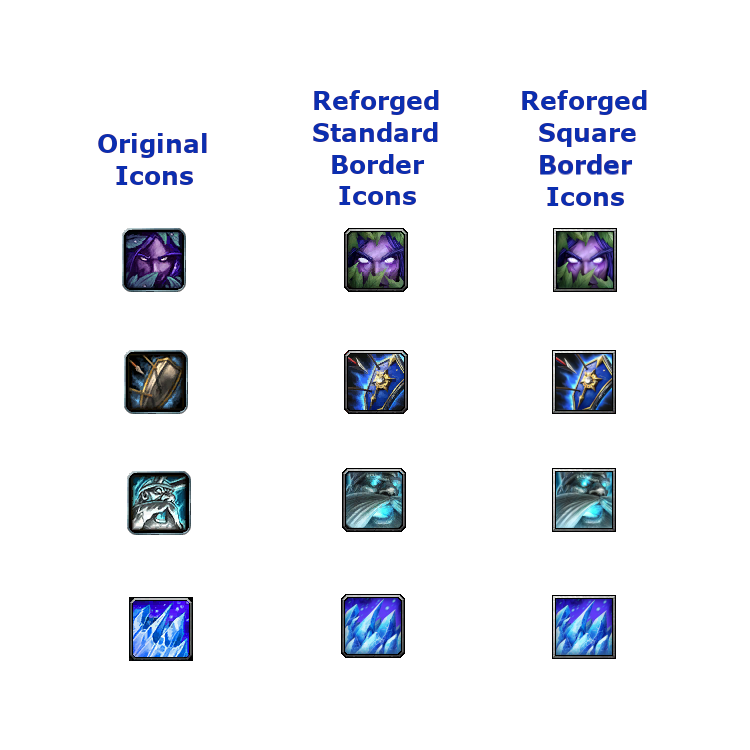 Original
Icons
Reforged
Standard
Border
Icons
Reforged
Square
Border
Icons